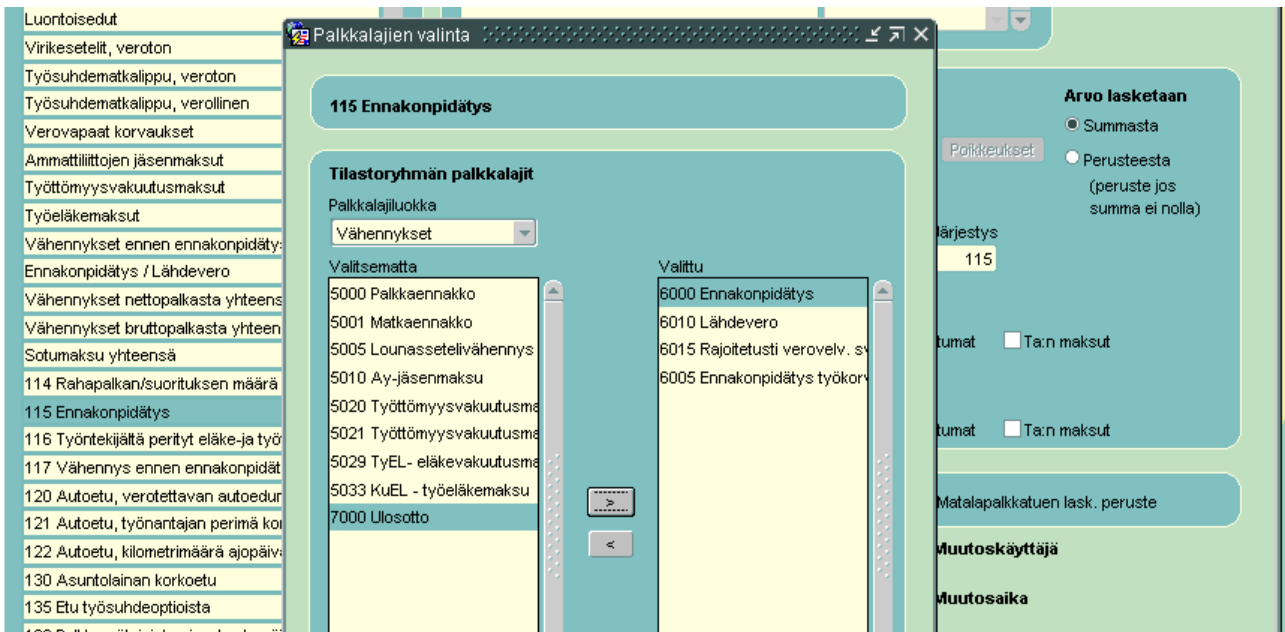 Luontoisedut
Virikesetelit, veroton
Työsuhdematkalippu, veroton
Työsuhdematkalippu, verollinen
Verovapaat korvaukset
Ammattiliittojen jäsenmaksut
Työttömyysvakuutusmaksut
Työeläkemaksut
Vähennykset ennen ennakonpidätys
Ennakonpidätys / Lähdevero
Vähennykset nettopalkasta yhteens
Vähennykset bruttopalkasta yhteen
Sotumaksu yhteensä
114 Rahapalkan/suorituksen määrä
115 Ennakonpidätys
116 Työntekijältä perityt eläke-ja työ
117 Vähennys ennen ennakonpidät
120 Autoetu, verotettavan autoedun
121 Autoetu, työnantajan perimä kor
122 Autoetu, kilometrimäärä ajopäiv
130 Asuntolainan korkoetu
135 Etu työsuhdeoptioista
Palkkalajien valinta
115 Ennakonpidätys
Tilastoryhmän palkkalajit
Palkkalajiluokka
Vähennykset
Valitsematta
5000 Palkkaennakko
5001 Matkaennakko
5005 Lounassetelivähennys
5010 Ay-jäsenmaksu
5020 Työttömyysvakuutusma
5021 Työttömyysvakuutusma
5029 TyEL- eläkevakuutusma
5033 KuEL - työeläkemaksu
7000 Ulosotto
>
<
Valittu
6000 Ennakonpidätys
6010 Lähdevero
6015 Rajoitetusti verovelv. sv
6005 Ennakonpidätys työkorv
Arvo lasketaan
Summasta
Poikkeukset
Perusteesta
(peruste jos
summa ei nolla)
Järjestys
115
tumat
Ta:n maksut
tumat
Ta:n maksut
Matalapalkkatuen lask. peruste
Muutoskäyttäjä
Muutosaika